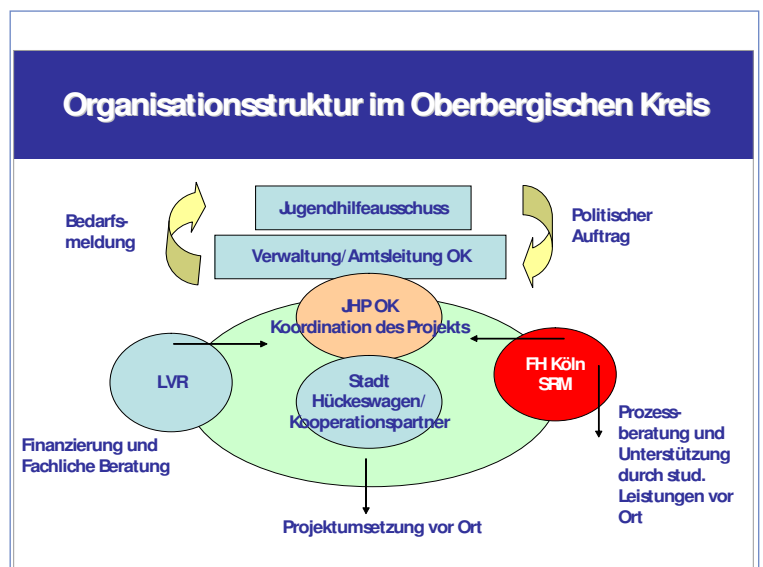 Organisationsstruktur im Oberbergischen Kreis
Bedarfs-
meldung
Jugendhilfeausschuss
Politischer
Auftrag
Verwaltung/Amtsleitung OK
JHP OK
Koordination des Projekts
LVR
Stadt
Hückeswagen/
Kooperationspartner
FH Köln
SRM
Finanzierung und
Fachliche Beratung
Prozess-
beratung und
Unterstützung
durch stud.
Leistungen vor
Ort
Projektumsetzung vor Ort